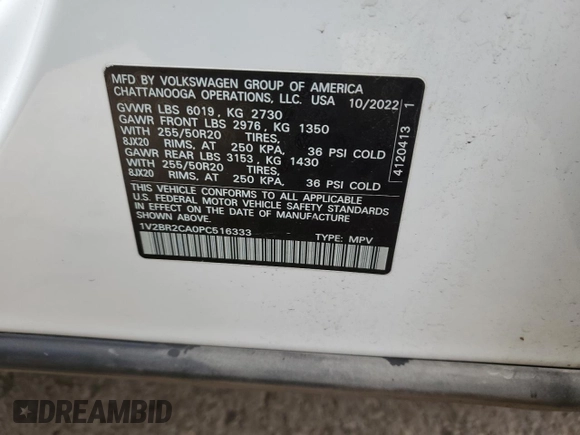 MFD BY VOLKSWAGEN GROUP OF AMERICA
CHATTANOOGA OPERATIONS, LLC. USA 10/2022
GVWR LBS 6019, KG 2730
GAWR FRONT LBS 2976, KG 1350
WITH 255/50R20 TIRES,
8JX20 RIMS, AT 250 KPA, 36 PSI COLD
GAWR REAR LBS 3153, KG 1430
WITH 255/50R20 TIRES,
8JX20 RIMS, AT 250 KPA, 36 PSI COLD
THIS VEHICLE CONFORMS TO ALL APPLICABLE
U.S. FEDERAL MOTOR VEHICLE SAFETY STANDARDS
IN EFFECT ON THE DATE OF MANUFACTURE
SHOWN ABOVE.
1V2BR2CA0PC516333 TYPE: MPV
4120413 1
DREAMBID